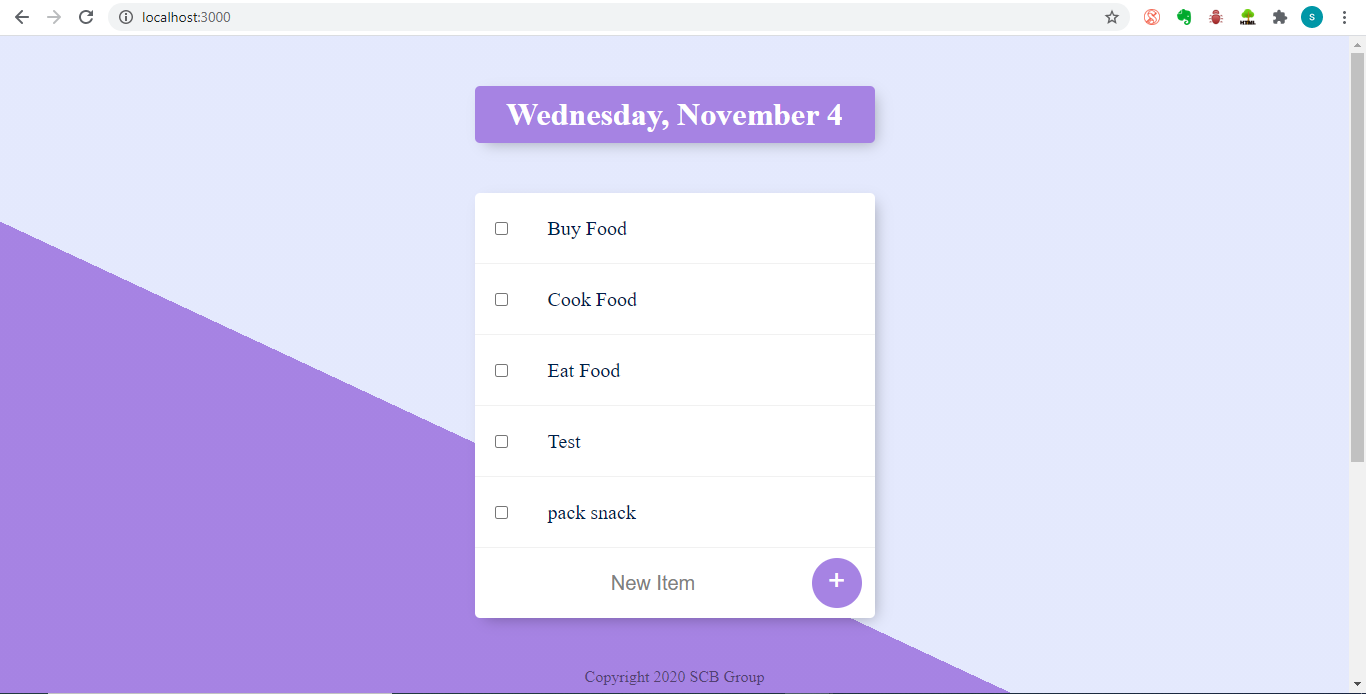 localhost:3000
S
HTML
Wednesday, November 4
Buy Food
Cook Food
Eat Food
Test
pack snack
New Item
+
Copyright 2020 SCB Group